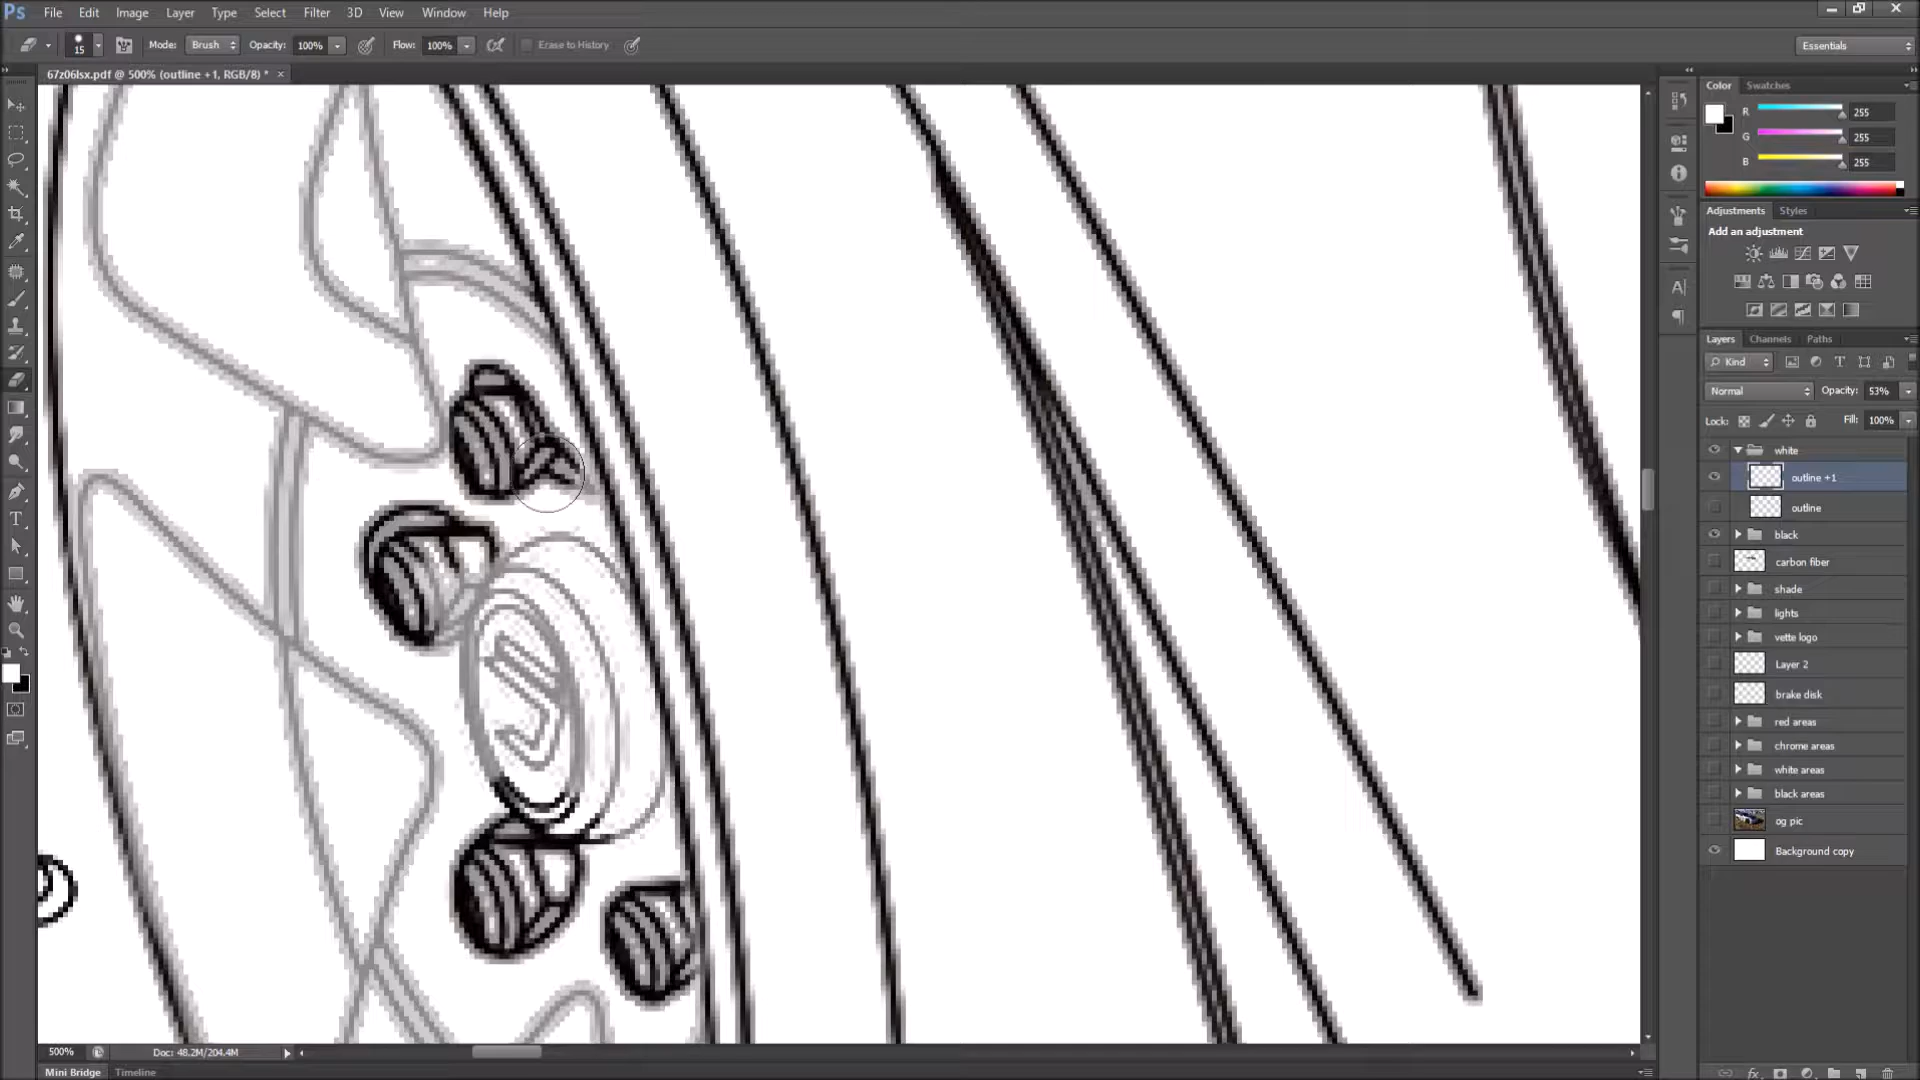 Ps File Edit Image Layer Type Select Filter 3D View Window Help
15 Mode: Brush Opacity: 100% Flow: 100% Erase to History Essentials
67z06lsx.pdf @ 500% (outline +1, RGB/8) * ×
Color Swatches
R 255
G 255
B 255
Adjustments Styles
Add an adjustment
Layers Channels Paths
Kind
Normal Opacity: 53%
Lock: Fill: 100%
white
outline +1
outline
black
carbon fiber
shade
lights
vette logo
Layer 2
brake disk
red areas
chrome areas
white areas
black areas
og pic
Background copy
500% Doc: 48.2M/204.4M
Mini Bridge Timeline